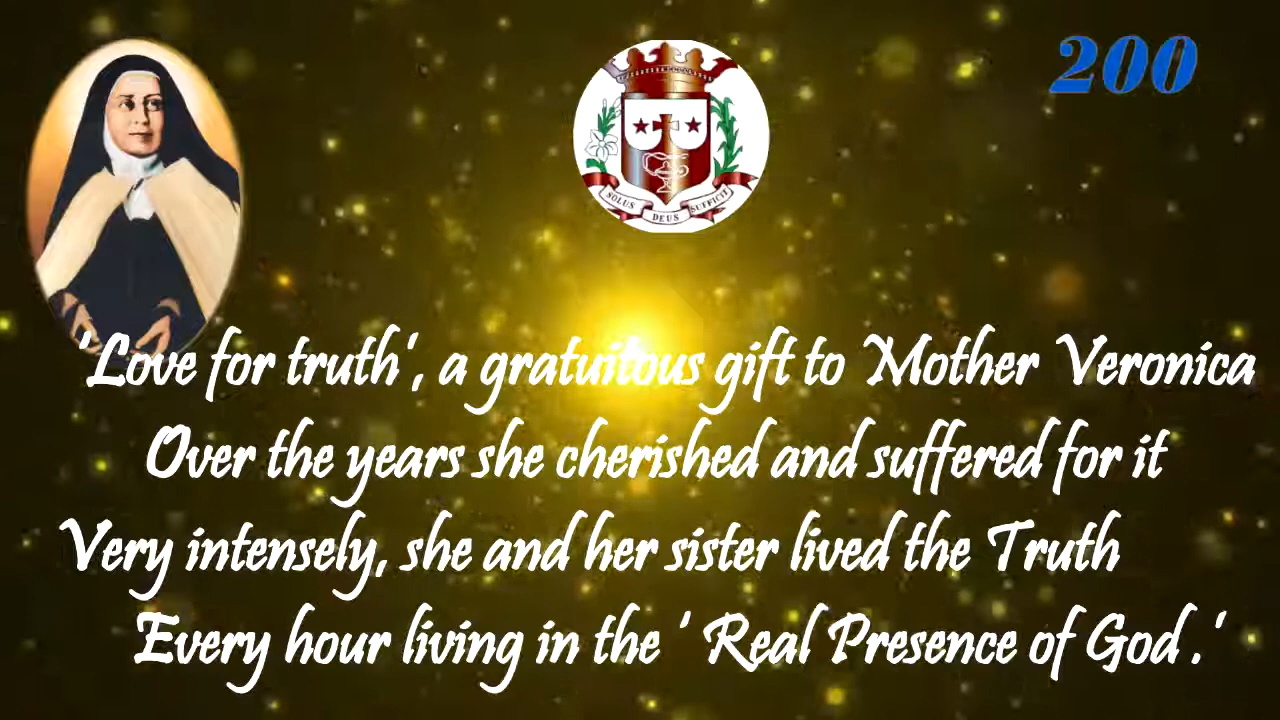 200
SOLUS DEUS SUFFICIT
'Love for truth', a gratuitous gift to Mother Veronica
Over the years she cherished and suffered for it
Very intensely, she and her sister lived the Truth
Every hour living in the ' Real Presence of God .'